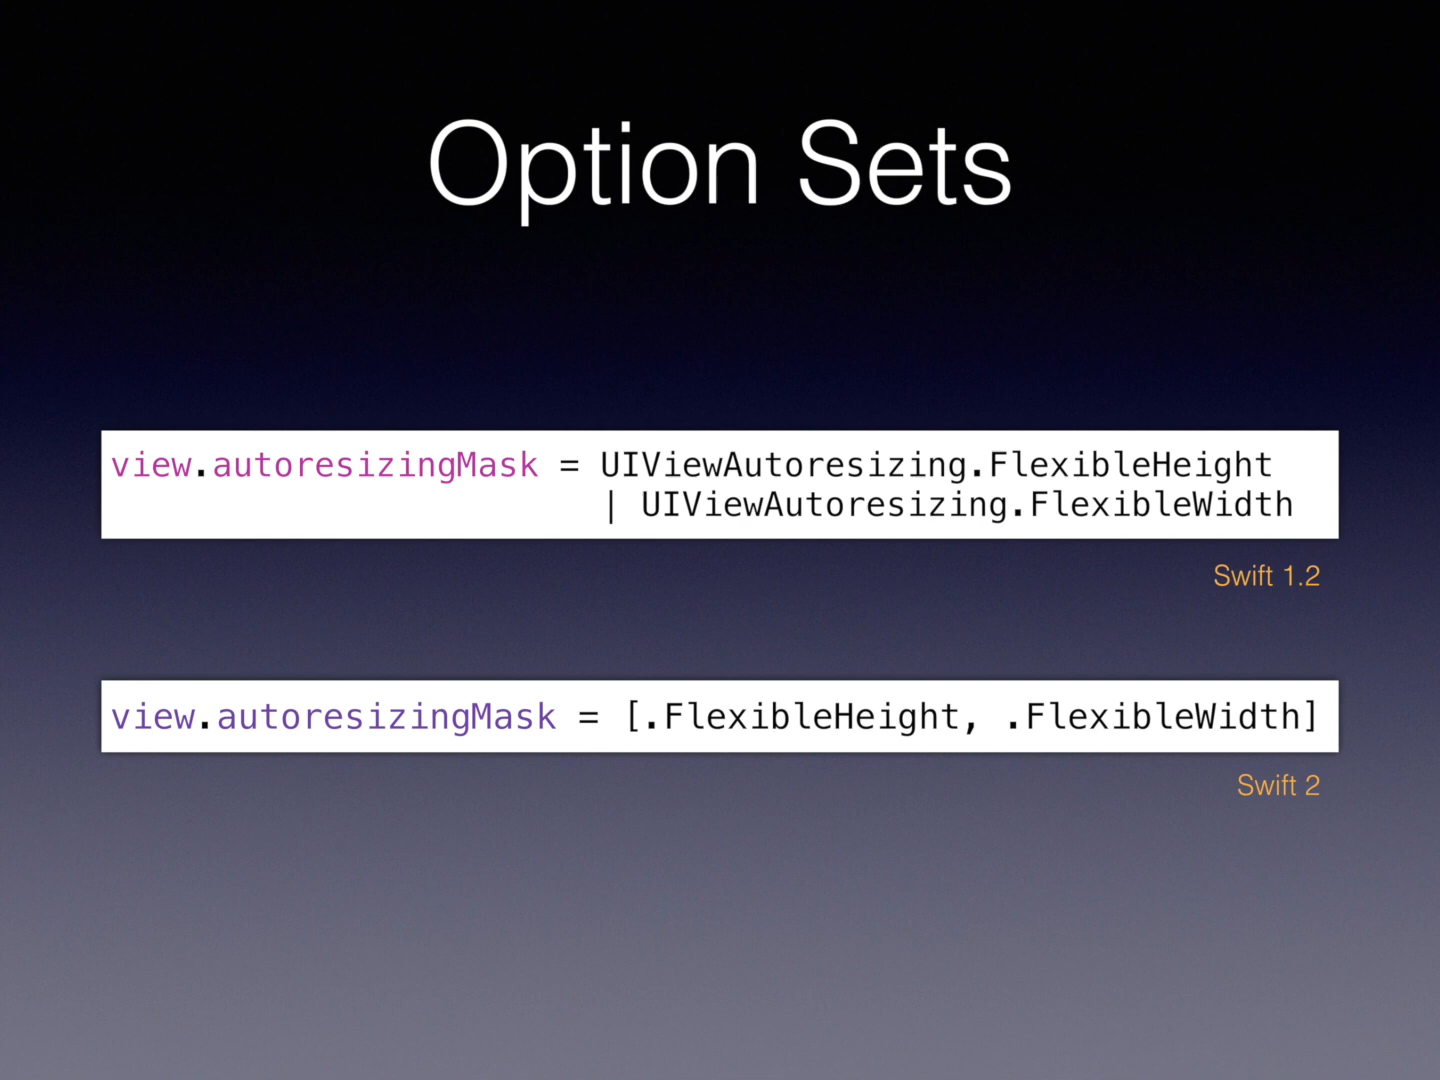 Option Sets
view.autoresizingMask = UIViewAutoresizing.FlexibleHeight
| UIViewAutoresizing.FlexibleWidth
Swift 1.2
view.autoresizingMask = [.FlexibleHeight, .FlexibleWidth]
Swift 2